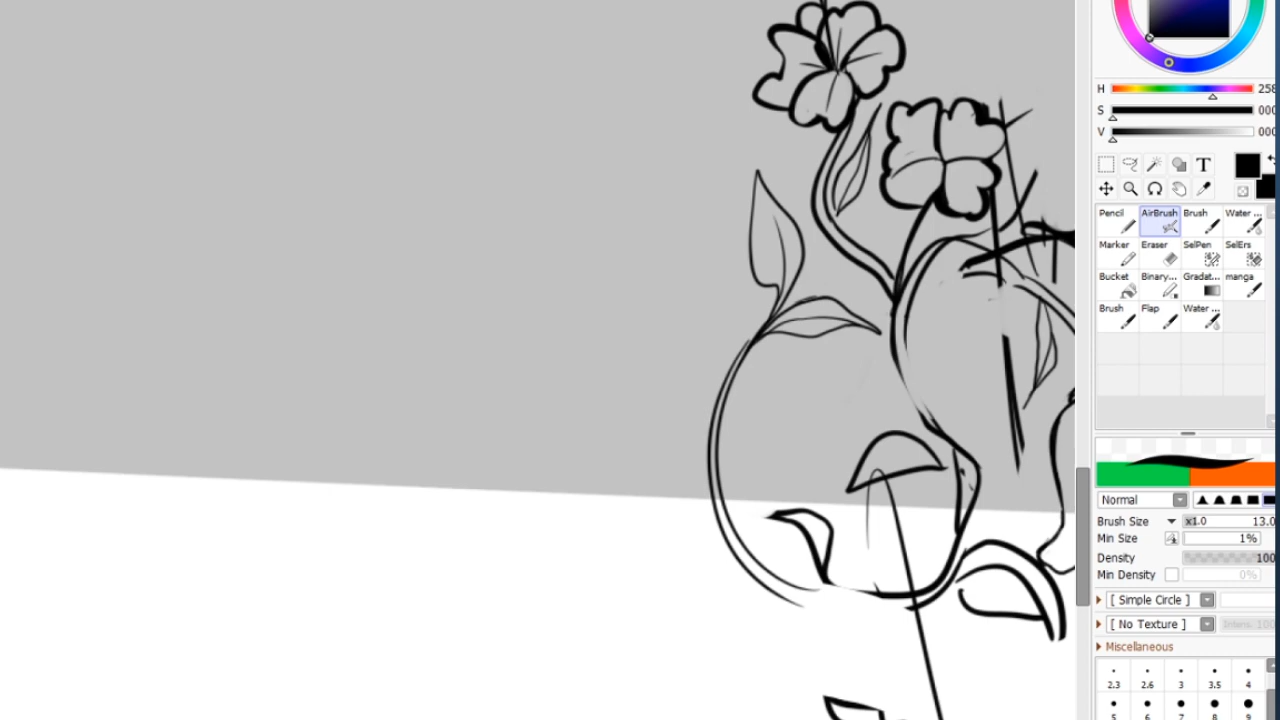 H 258
S 000
V 000
T
Pencil AirBrush Brush Water ...
Marker Eraser SelPen SelErs
Bucket Binary... Gradat... manga
Brush Flap Water ...
Normal
Brush Size x1.0 13.0
Min Size 1%
Density 100
Min Density 0%
[ Simple Circle ]
[ No Texture ] Intens. 100
Miscellaneous
2.3 2.6 3 3.5 4
5 6 7 8 9